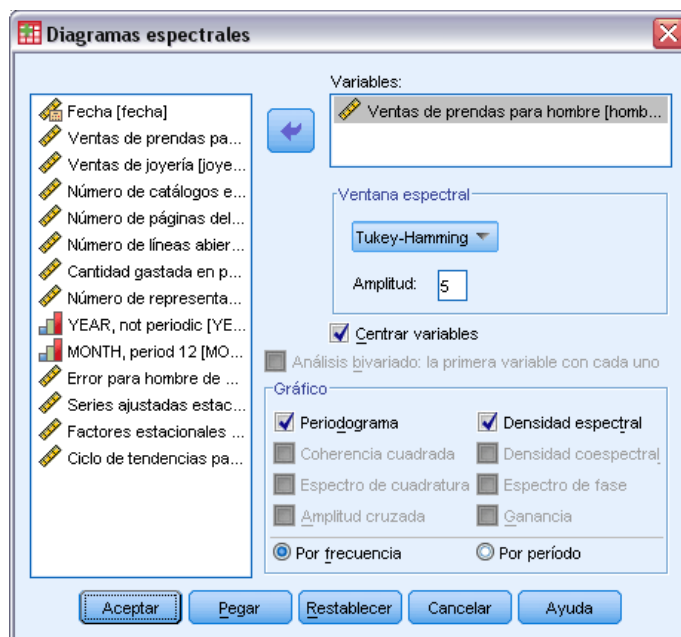 Diagramas espectrales
Variables:
Fecha [fecha]
Ventas de prendas pa...
Ventas de joyería [joye...
Número de catálogos e...
Número de páginas del...
Número de líneas abier...
Cantidad gastada en p...
Número de representa...
YEAR, not periodic [YE...
MONTH, period 12 [MO...
Error para hombre de ...
Series ajustadas estac...
Factores estacionales ...
Ciclo de tendencias pa...
Ventas de prendas para hombre [homb...
Ventana espectral
Tukey-Hamming
Amplitud: 5
Centrar variables
Análisis bivariado: la primera variable con cada uno
Gráfico
Periodograma
Densidad espectral
Coherencia cuadrada
Densidad coespectral
Espectro de cuadratura
Espectro de fase
Amplitud cruzada
Ganancia
Por frecuencia
Por período
Aceptar
Pegar
Restablecer
Cancelar
Ayuda